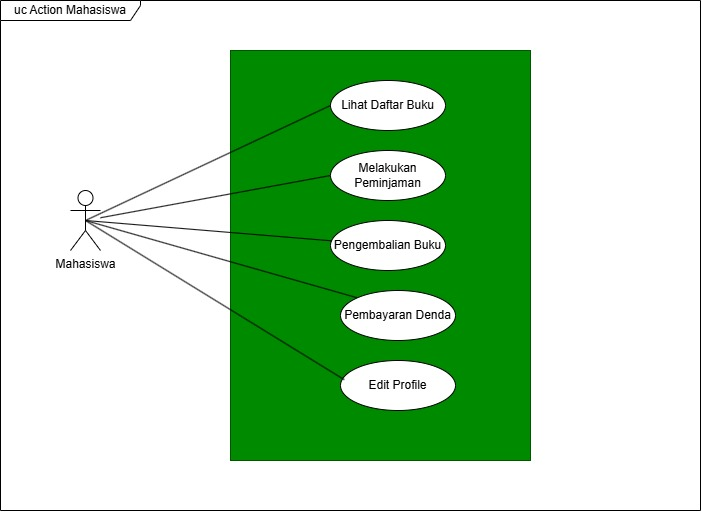 uc Action Mahasiswa
Lihat Daftar Buku
Melakukan
Peminjaman
Pengembalian Buku
Mahasiswa
Pembayaran Denda
Edit Profile